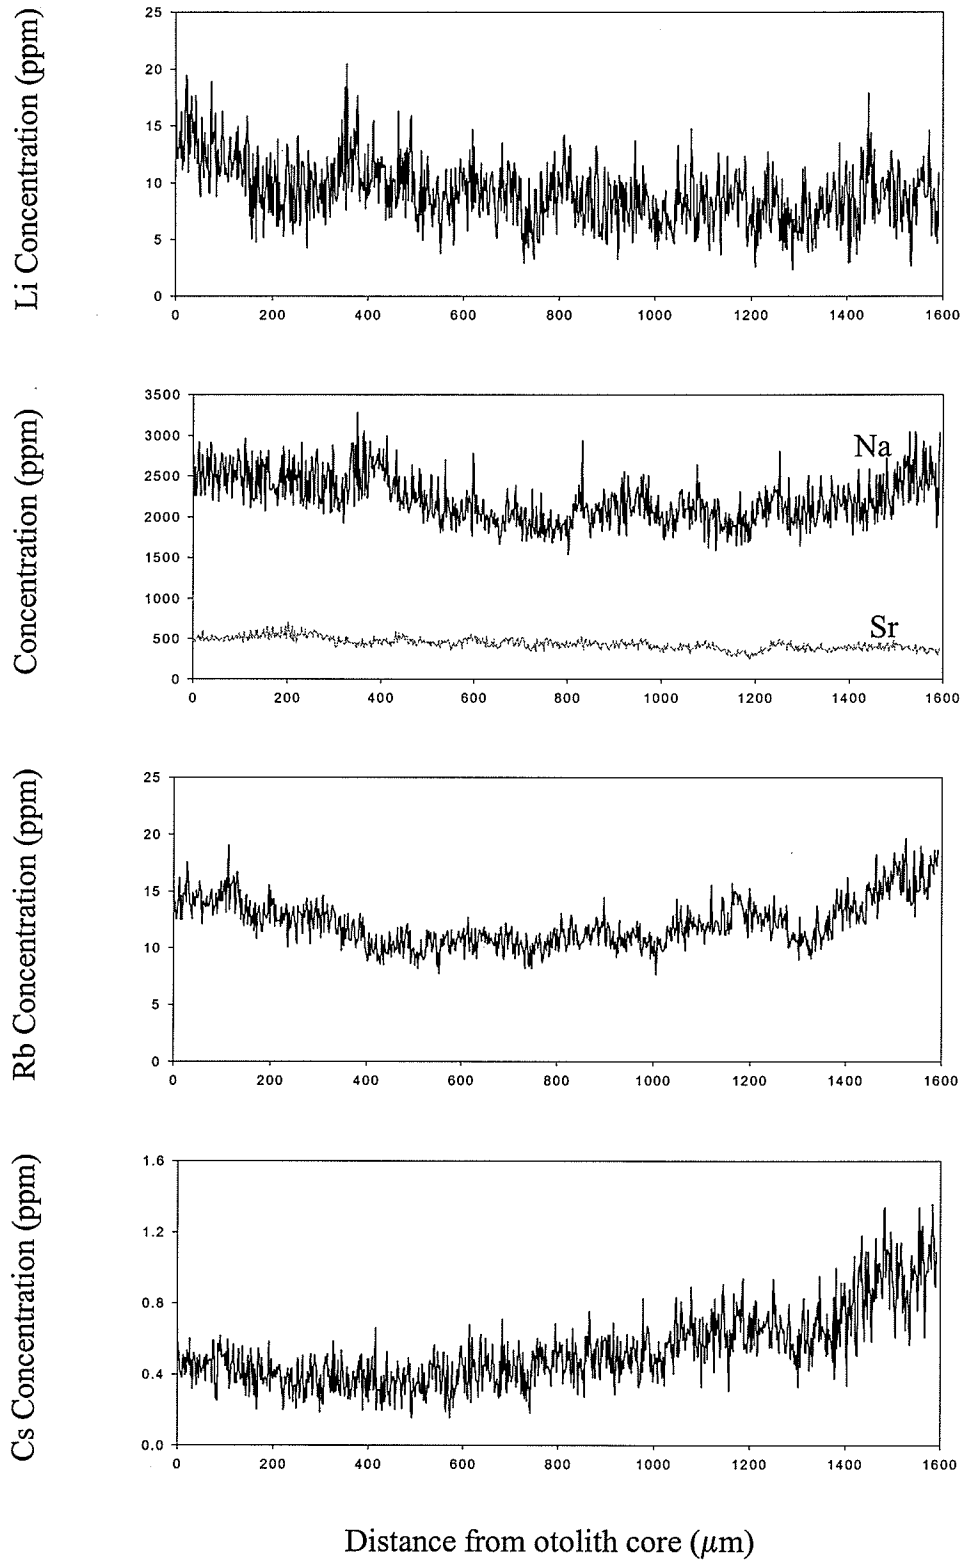 Li Concentration (ppm)
25
20
15
10
5
0
0 200 400 600 800 1000 1200 1400 1600
Concentration (ppm)
3500
3000
2500
2000
1500
1000
500
0
Na
Sr
0 200 400 600 800 1000 1200 1400 1600
Rb Concentration (ppm)
25
20
15
10
5
0
0 200 400 600 800 1000 1200 1400 1600
Cs Concentration (ppm)
1.6
1.2
0.8
0.4
0.0
0 200 400 600 800 1000 1200 1400 1600
Distance from otolith core (μm)